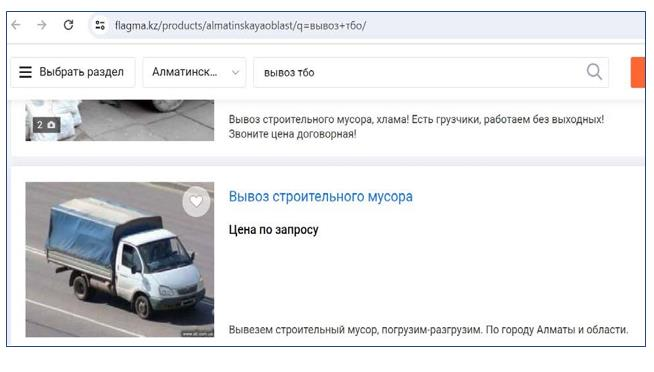 flagma.kz/products/almatinskayaoblast/q=вывоз+тбо/
Выбрать раздел
Алматинск...
вывоз тбо
2
Вывоз строительного мусора, хлама! Есть грузчики, работаем без выходных!
Звоните цена договорная!
Вывоз строительного мусора
Цена по запросу
Вывезем строительный мусор, погрузим-разгрузим. По городу Алматы и области.